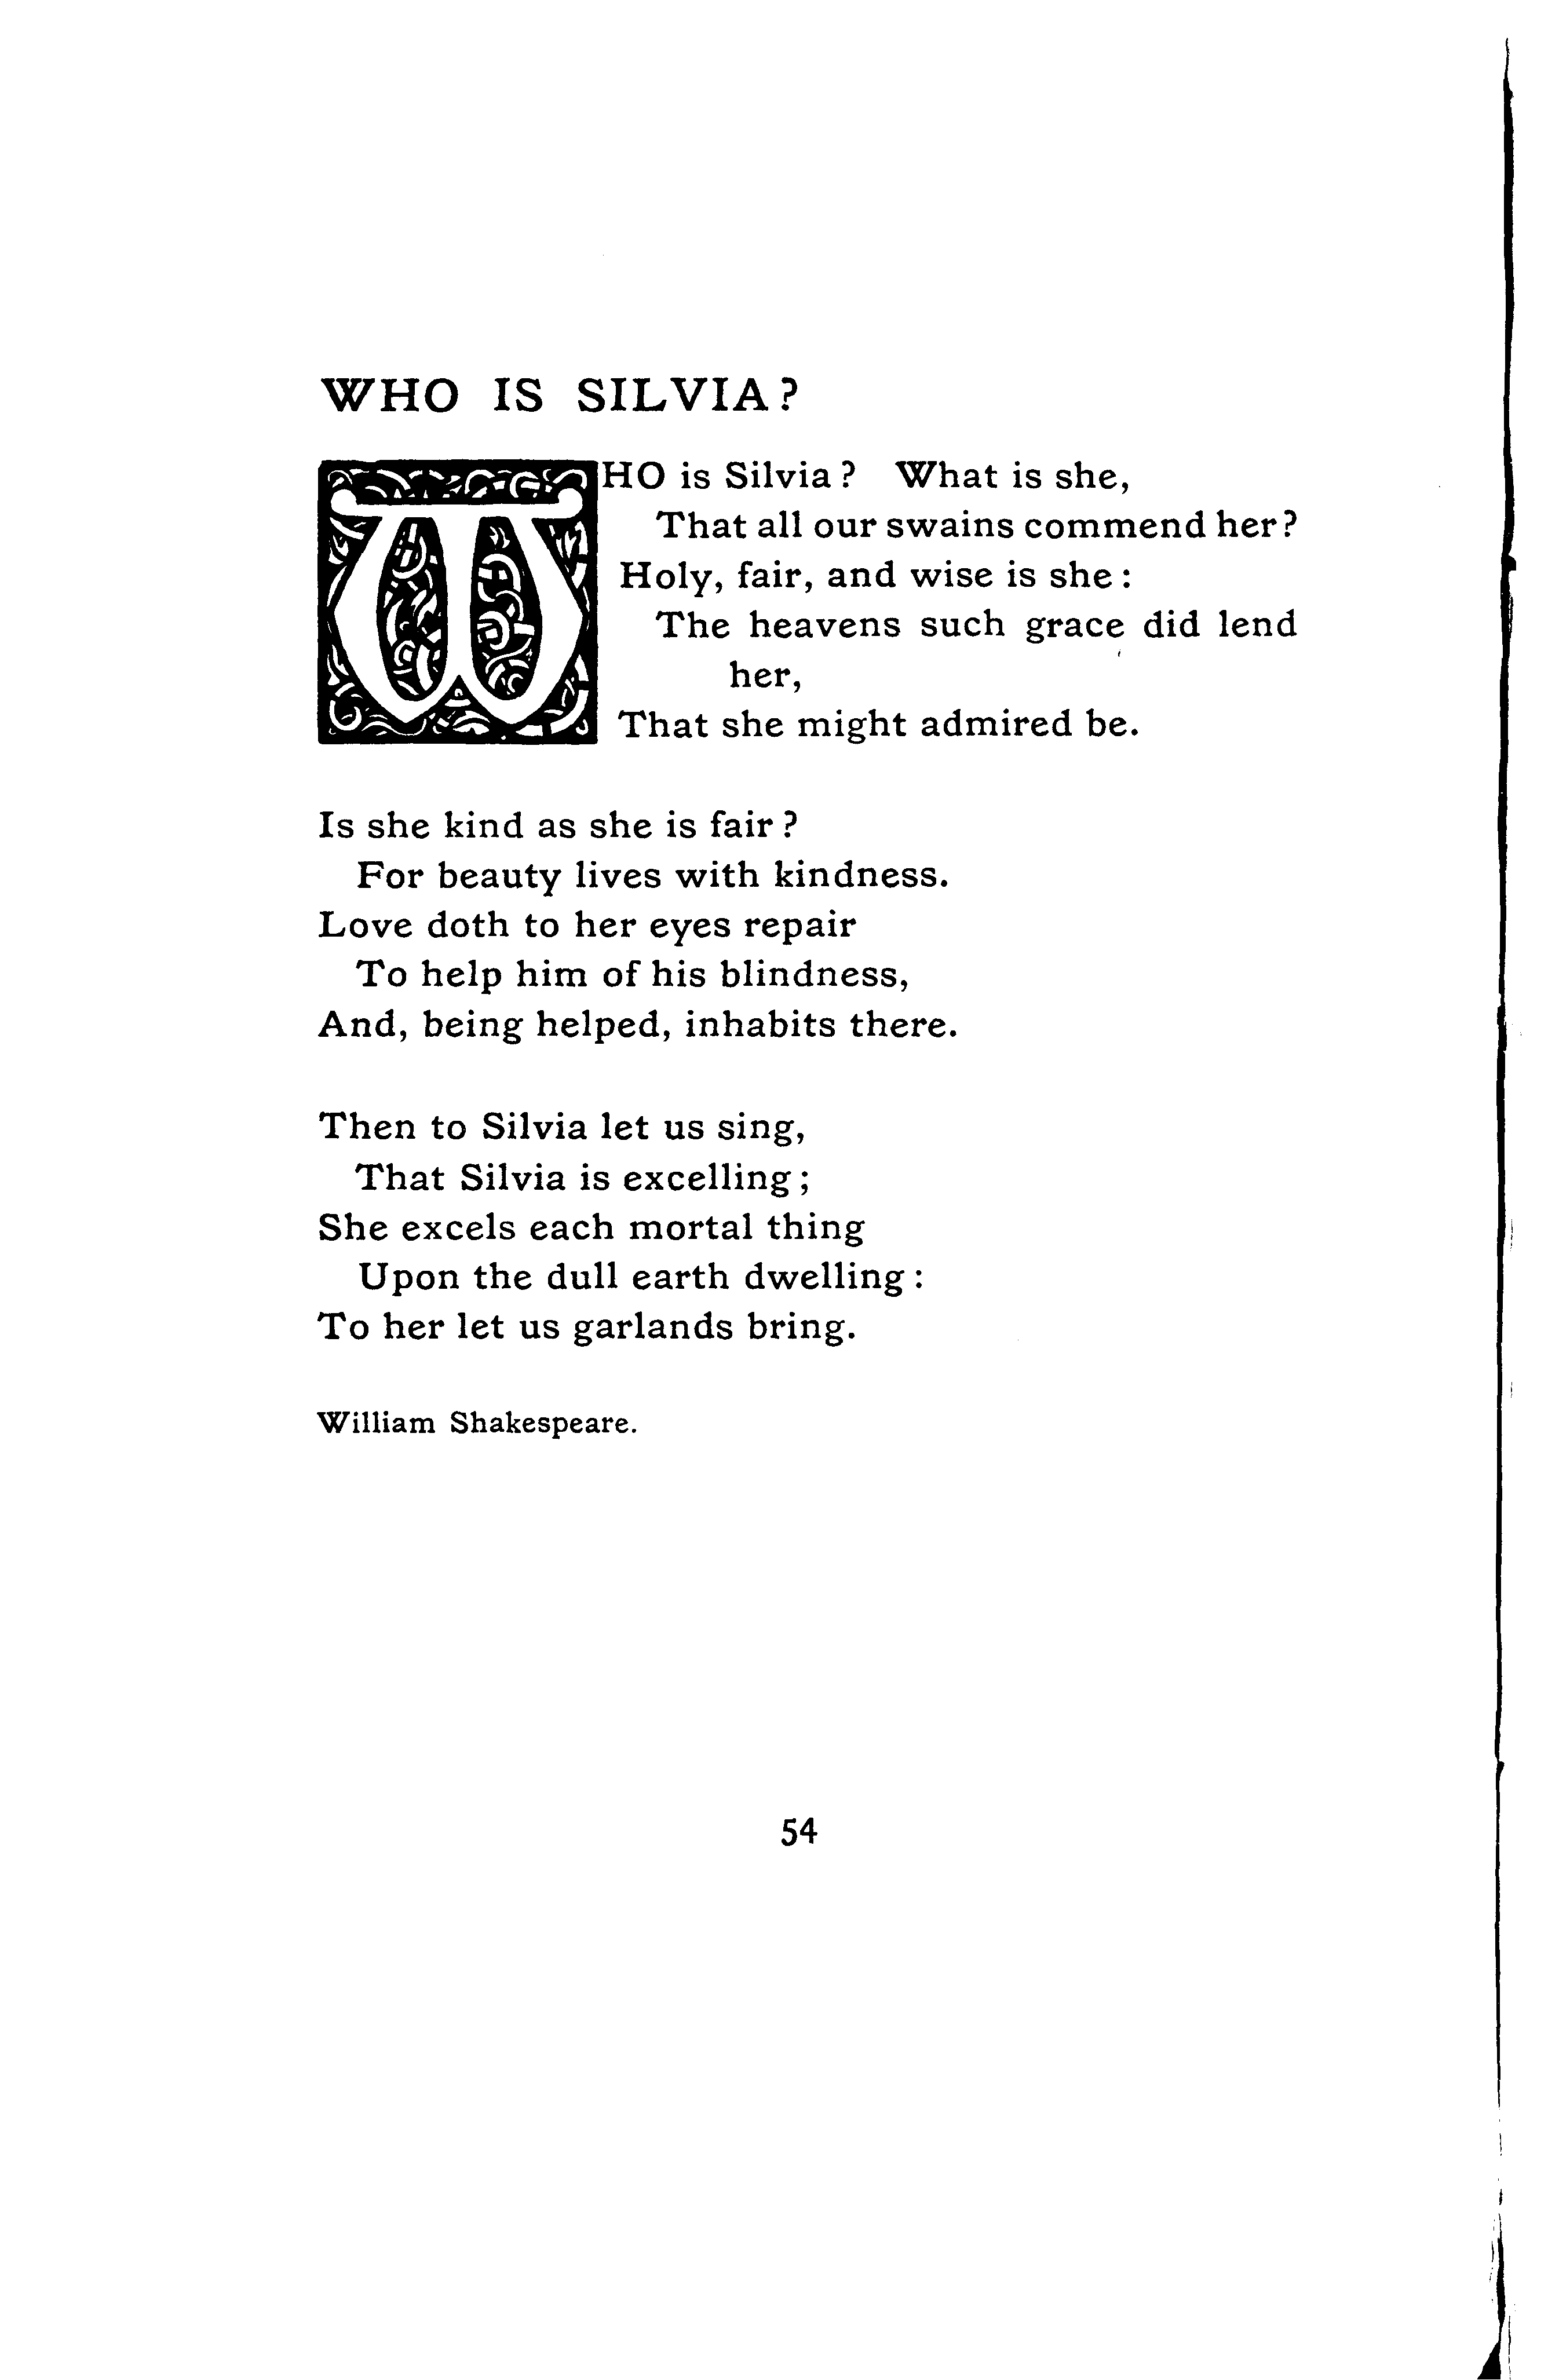 WHO IS SILVIA?
WHO is Silvia? What is she,
That all our swains commend her?
Holy, fair, and wise is she:
The heavens such grace did lend
her,
That she might admired be.
Is she kind as she is fair?
For beauty lives with kindness.
Love doth to her eyes repair
To help him of his blindness,
And, being helped, inhabits there.
Then to Silvia let us sing,
That Silvia is excelling;
She excels each mortal thing
Upon the dull earth dwelling:
To her let us garlands bring.
William Shakespeare.
54